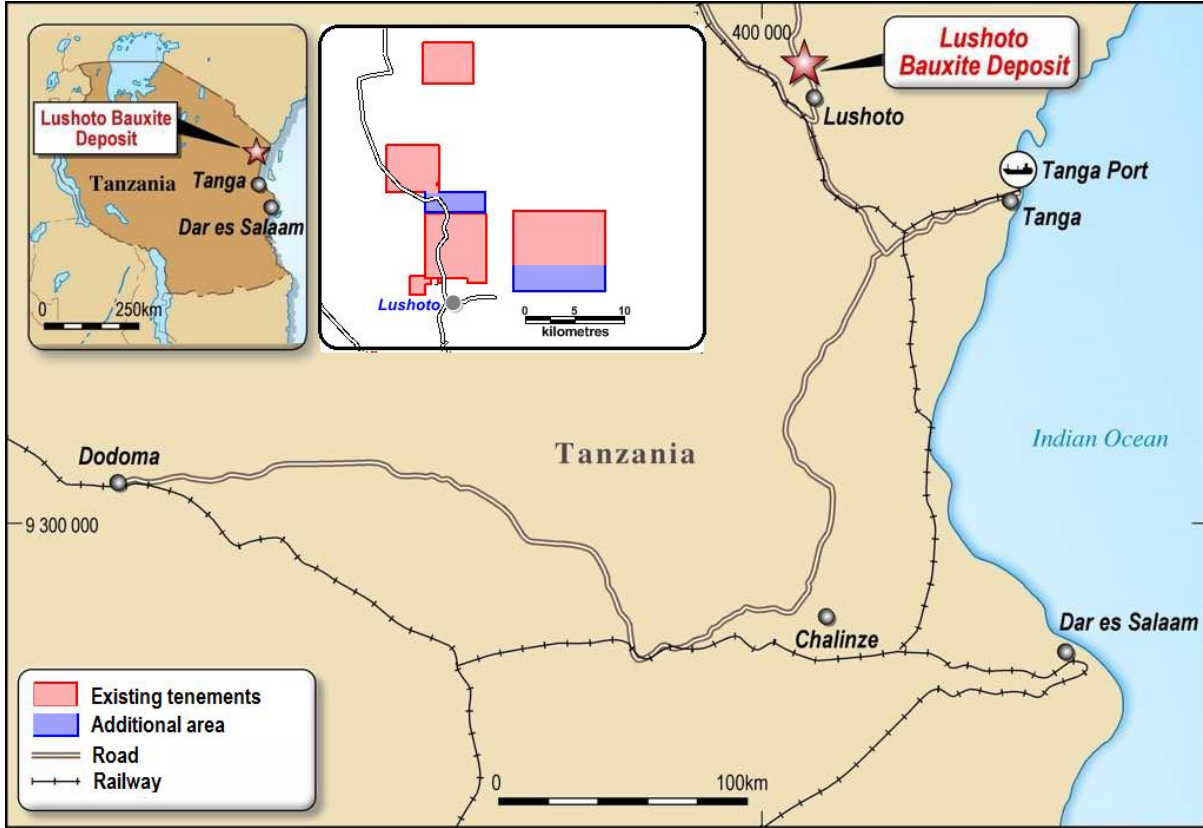 Lushoto Bauxite
Deposit
Tanzania
Tanga
Dar es Salaam
0 250km
Lushoto
0 5 10
kilometres
400 000
Lushoto
Bauxite Deposit
Lushoto
Tanga Port
Tanga
Indian Ocean
Tanzania
Dodoma
9 300 000
Chalinze
Dar es Salaam
Existing tenements
Additional area
Road
Railway
0 100km